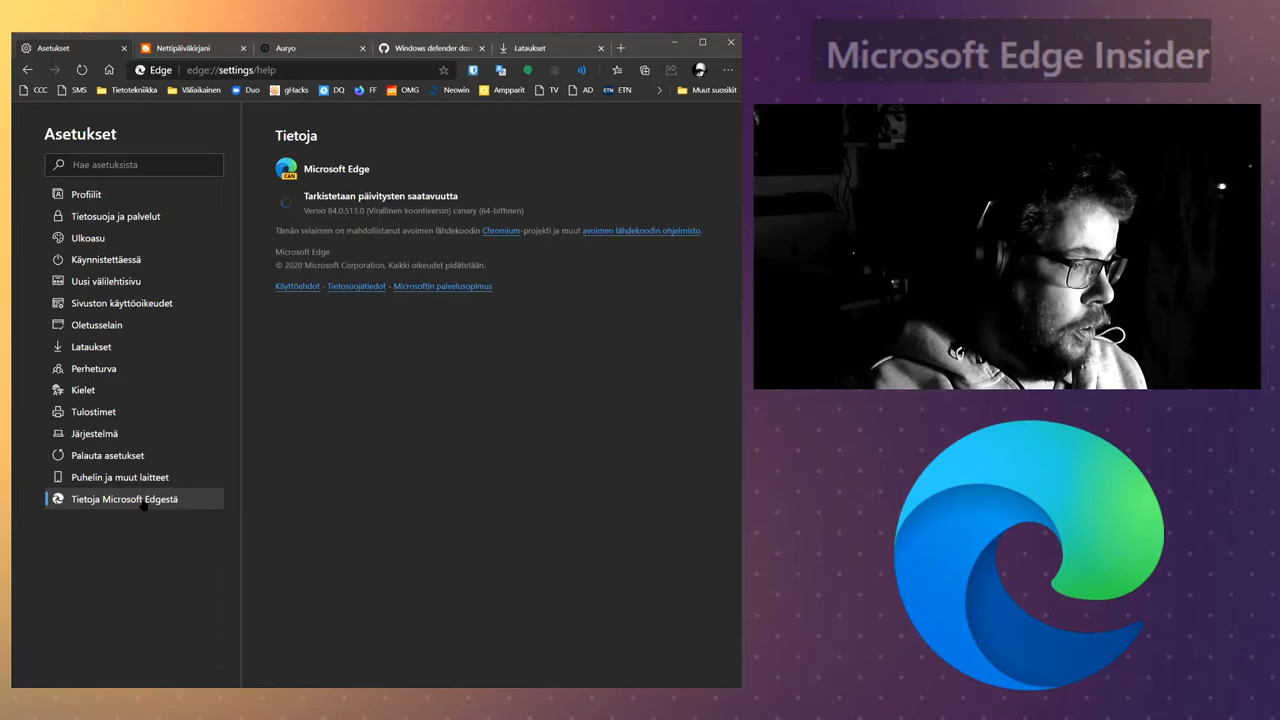 Asetukset
Nettipäiväkirjani
Auryo
Windows defender dos
Lataukset
Edge
edge://settings/help
CCC
SMS
Tietotekniikka
Väliaikainen
Duo
gHacks
DQ
FF
OMG
Neowin
Ampparit
TV
AD
ETN
ETN
Muut suosikit
Asetukset
Hae asetuksista
Profiilit
Tietosuoja ja palvelut
Ulkoasu
Käynnistettäessä
Uusi välilehtisivu
Sivuston käyttöoikeudet
Oletusselain
Lataukset
Perheturva
Kielet
Tulostimet
Järjestelmä
Palauta asetukset
Puhelin ja muut laitteet
Tietoja Microsoft Edgestä
Tietoja
CAN
Microsoft Edge
Tarkistetaan päivitysten saatavuutta
Versio 84.0.513.0 (Virallinen koontiversio) canary (64-bittinen)
Tämän selaimen on mahdollistanut avoimen lähdekoodin Chromium-projekti ja muut avoimen lähdekoodin ohjelmisto.
Microsoft Edge
© 2020 Microsoft Corporation. Kaikki oikeudet pidätetään.
Käyttöehdot - Tietosuojatiedot - Microsoftin palvelusopimus
Microsoft Edge Insider